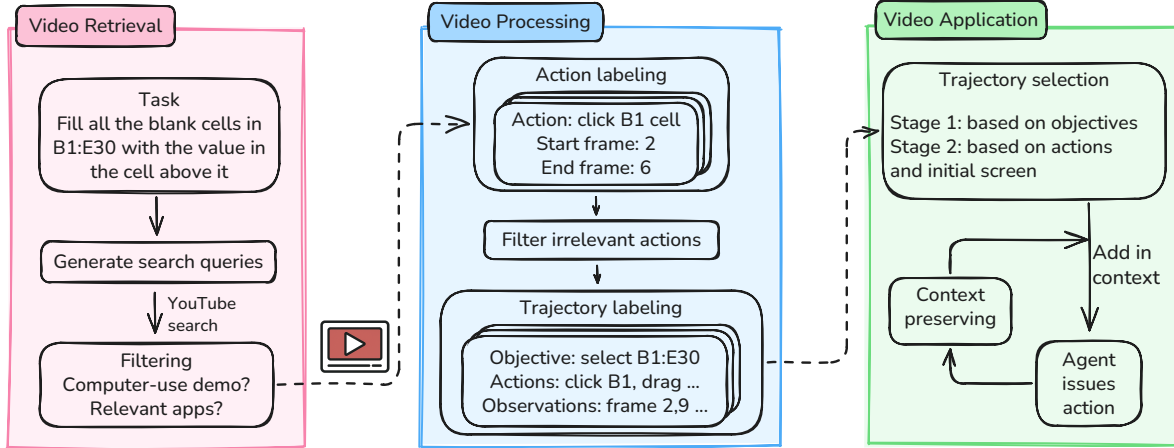 Video Retrieval
Task
Fill all the blank cells in
B1:E30 with the value in
the cell above it
Generate search queries
YouTube
search
Filtering
Computer-use demo?
Relevant apps?
Video Processing
Action labeling
Action: click B1 cell
Start frame: 2
End frame: 6
Filter irrelevant actions
Trajectory labeling
Objective: select B1:E30
Actions: click B1, drag ...
Observations: frame 2,9 ...
Video Application
Trajectory selection
Stage 1: based on objectives
Stage 2: based on actions
and initial screen
Add in
context
Context
preserving
Agent
issues
action